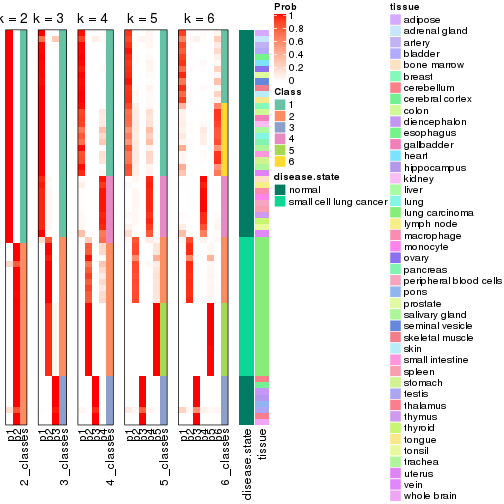 k = 2
k = 3
k = 4
k = 5
k = 6
Prob
1
0.8
0.6
0.4
0.2
0
Class
1
2
3
4
5
6
disease.state
normal
small cell lung cancer
tissue
adipose
adrenal gland
artery
bladder
bone marrow
breast
cerebellum
cerebral cortex
colon
diencephalon
esophagus
gallbladder
heart
hippocampus
kidney
liver
lung
lung carcinoma
lymph node
macrophage
monocyte
ovary
pancreas
peripheral blood cells
pons
prostate
salivary gland
seminal vesicle
skeletal muscle
skin
small intestine
spleen
stomach
testis
thalamus
thymus
thyroid
tongue
tonsil
trachea
uterus
vein
whole brain
p1
p2
2_classes
p1
p2
p3
3_classes
p1
p2
p3
p4
4_classes
p1
p2
p3
p4
p5
5_classes
p1
p2
p3
p4
p5
p6
6_classes
disease.state
tissue